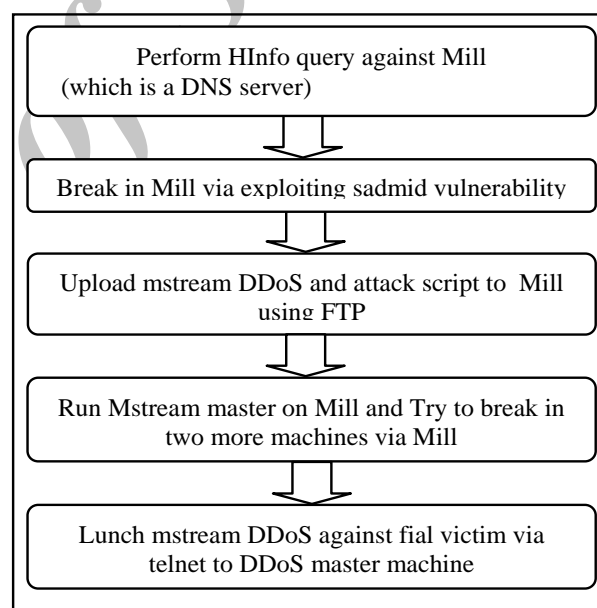 Perform HInfo query against Mill
(which is a DNS server)
Break in Mill via exploiting sadmid vulnerability
Upload mstream DDoS and attack script to Mill
using FTP
Run Mstream master on Mill and Try to break in
two more machines via Mill
Lunch mstream DDoS against fial victim via
telnet to DDoS master machine